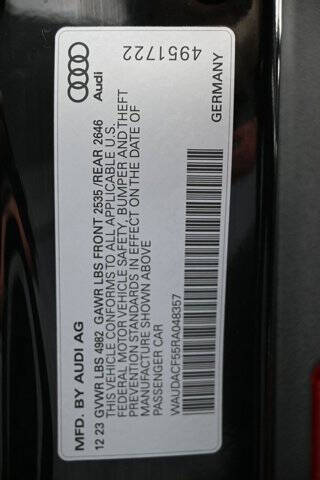 MFD. BY AUDI AG
12 23 GVWR LBS 4982 GAWR LBS FRONT 2535 /REAR 2646
THIS VEHICLE CONFORMS TO ALL APPLICABLE U.S.
FEDERAL MOTOR VEHICLE SAFETY, BUMPER AND THEFT
PREVENTION STANDARDS IN EFFECT ON THE DATE OF
MANUFACTURE SHOWN ABOVE
PASSENGER CAR
WAUDACF55RA048357
Audi
4951722
GERMANY